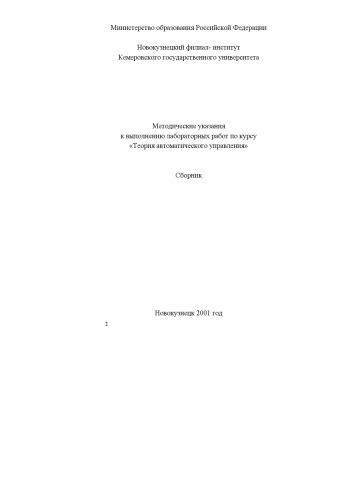 Министерство образования Российской Федерации
Новокузнецкий филиал- институт
Кемеровского государственного университета
Методические указания
к выполнению лабораторных работ по курсу
«Теория автоматического управления»
Сборник
Новокузнецк 2001 год
2